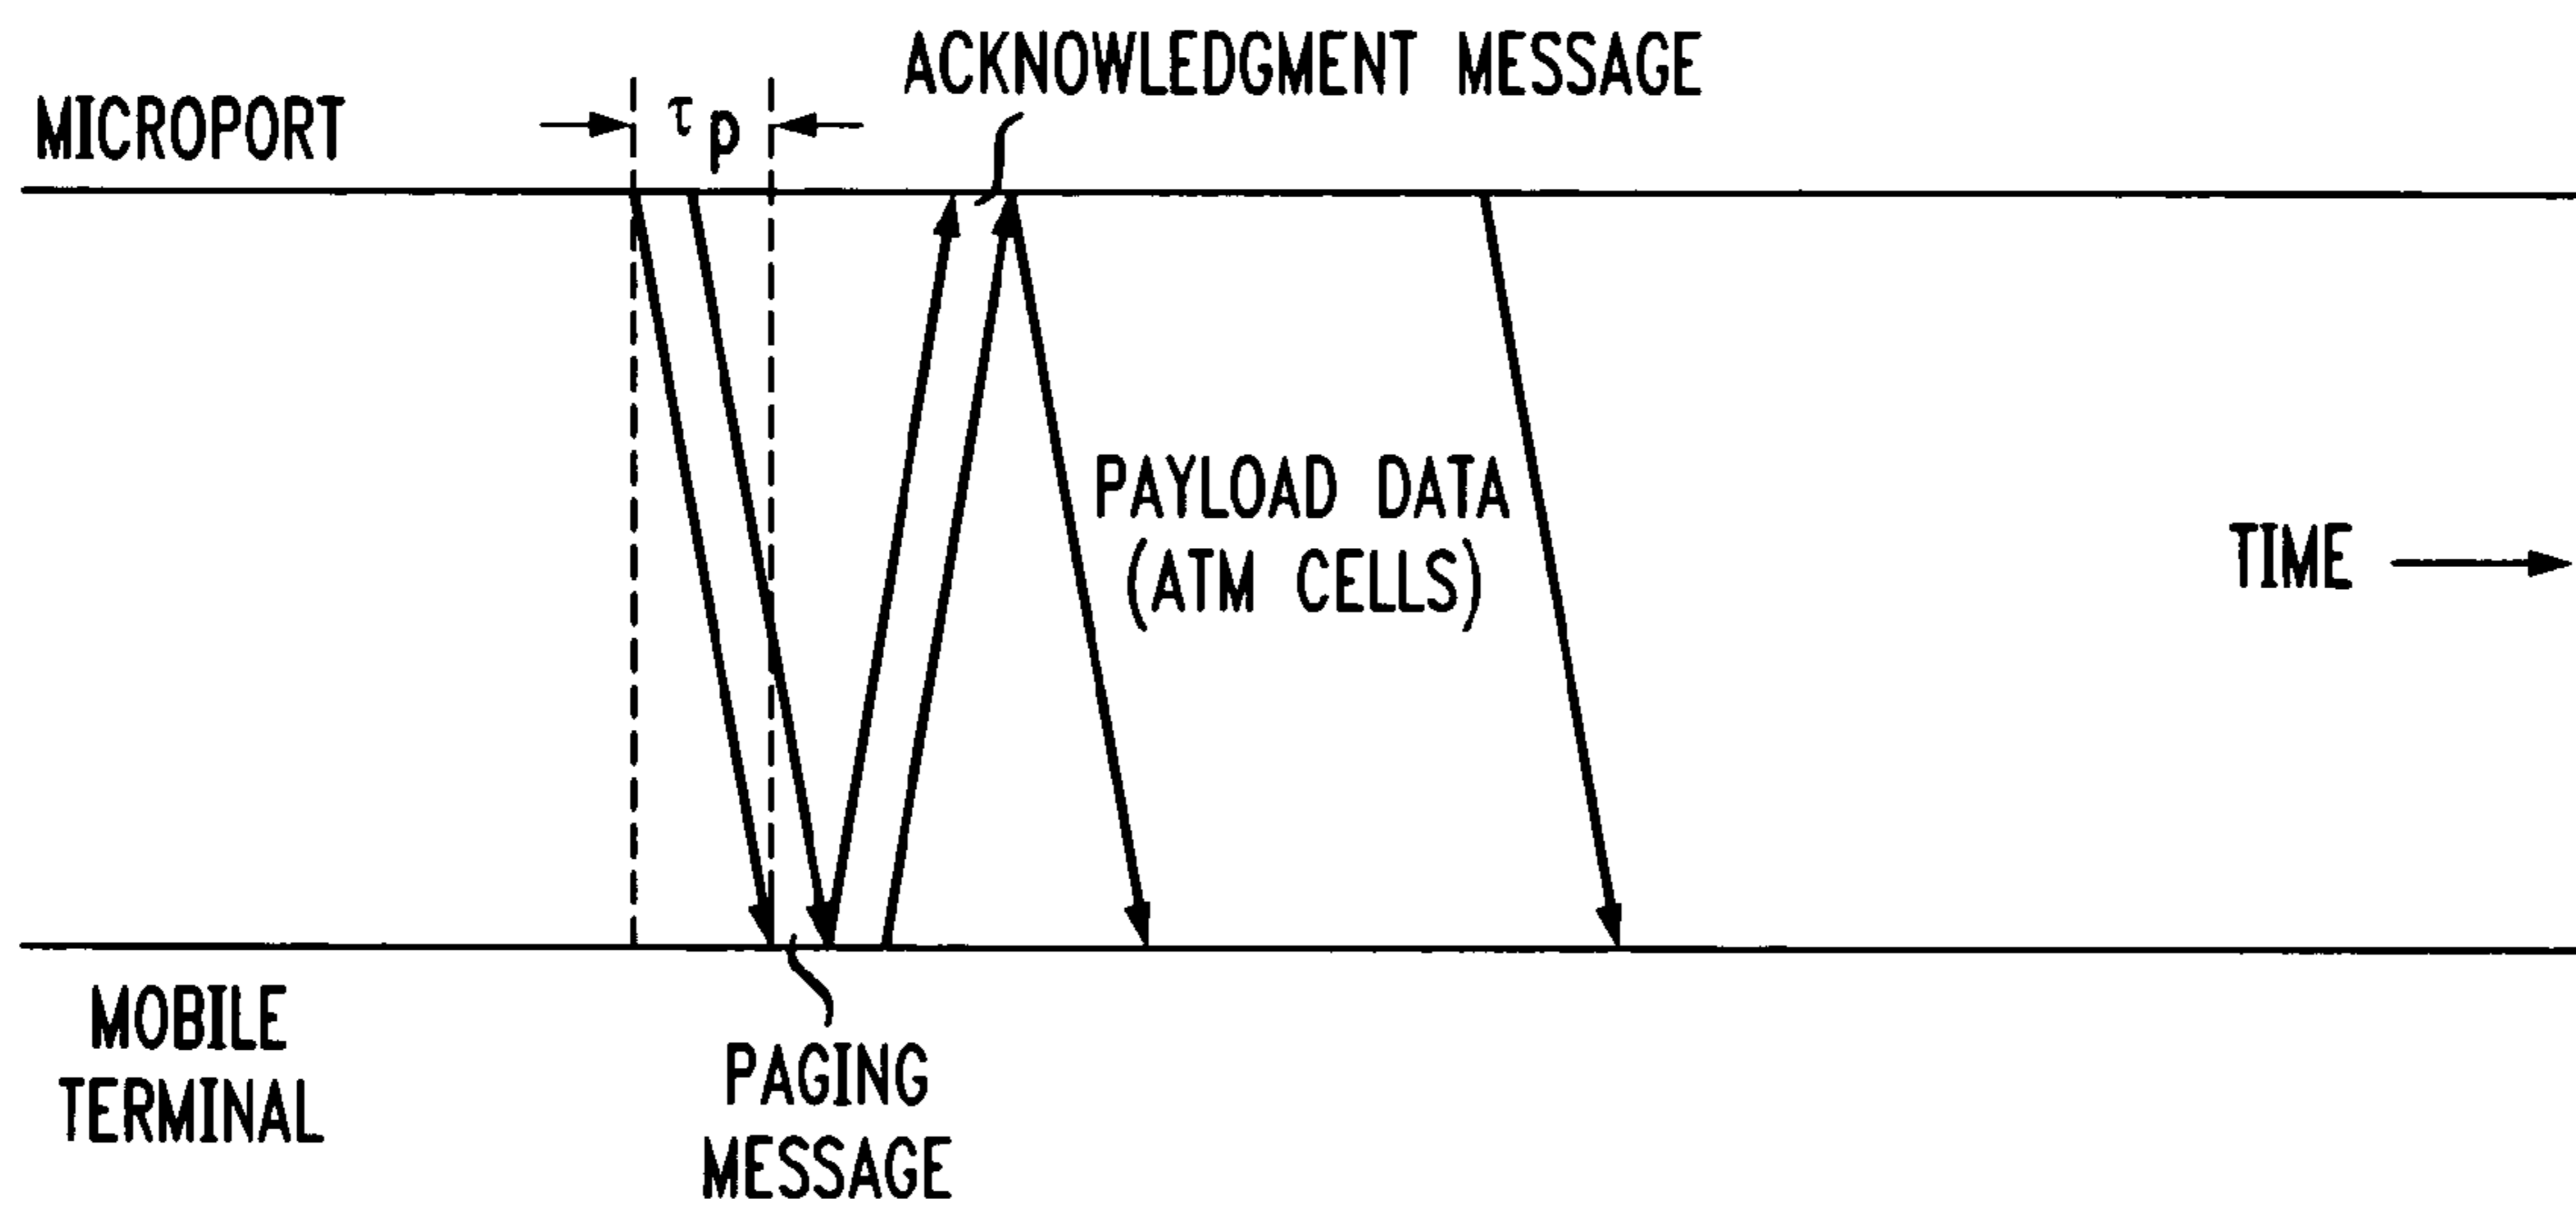 ACKNOWLEDGMENT MESSAGE
MICROPORT
τp
PAYLOAD DATA
(ATM CELLS)
TIME
MOBILE
TERMINAL
PAGING
MESSAGE